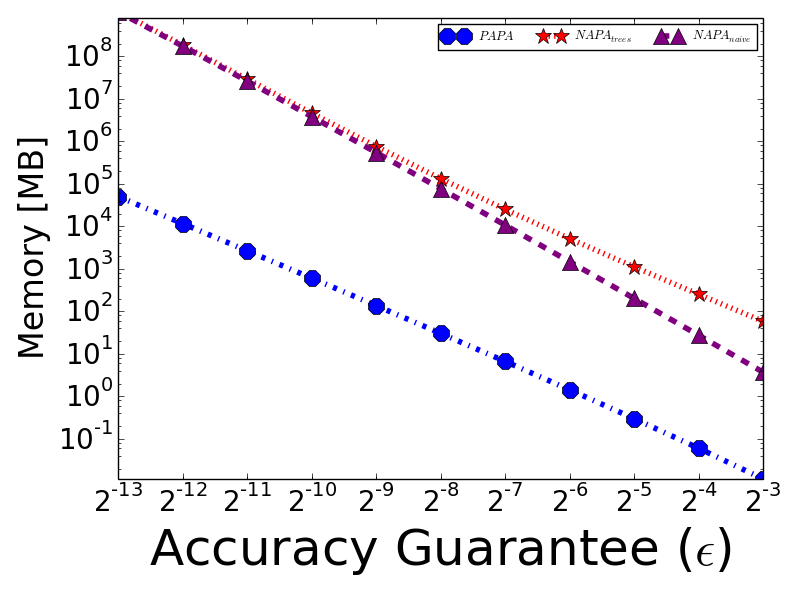 PAPA NAPA_trees NAPA_naive
Memory [MB]
10^8
10^7
10^6
10^5
10^4
10^3
10^2
10^1
10^0
10^-1
2^-13 2^-12 2^-11 2^-10 2^-9 2^-8 2^-7 2^-6 2^-5 2^-4 2^-3
Accuracy Guarantee (ϵ)